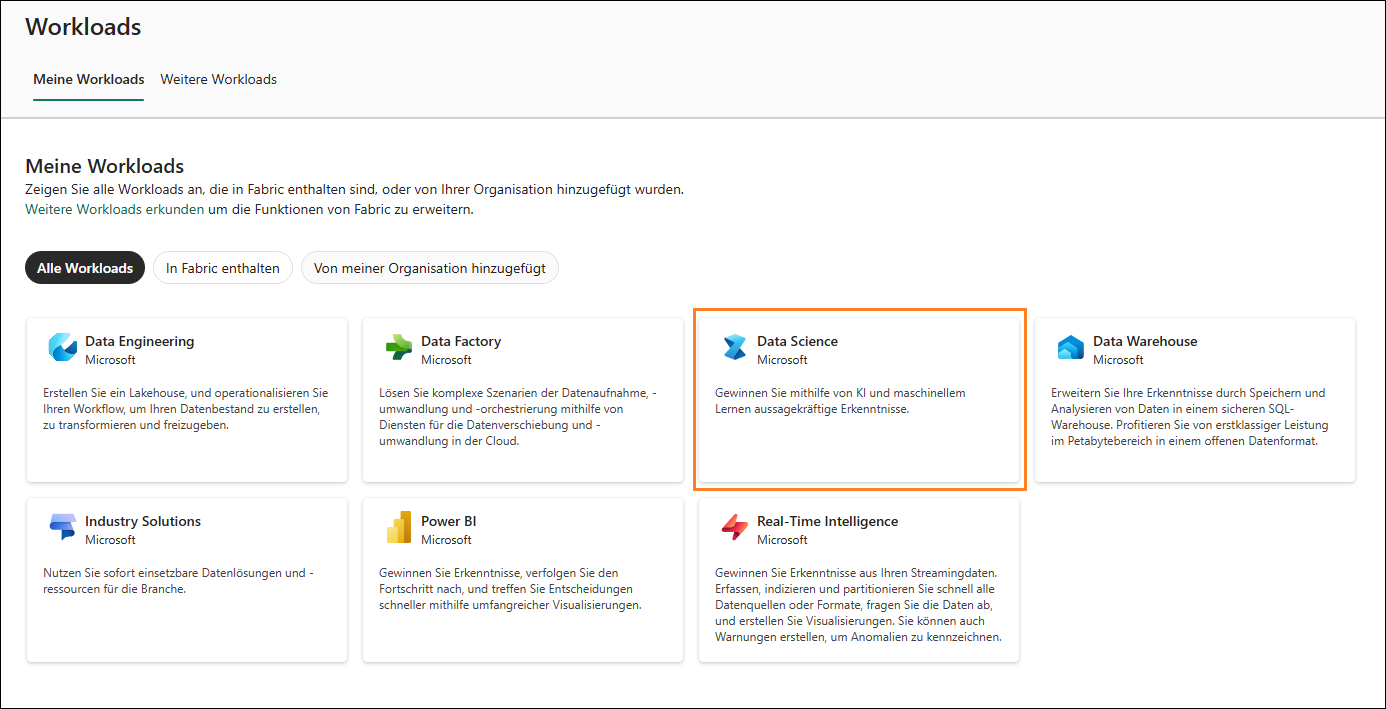 Workloads
Meine Workloads Weitere Workloads
Meine Workloads
Zeigen Sie alle Workloads an, die in Fabric enthalten sind, oder von Ihrer Organisation hinzugefügt wurden.
Weitere Workloads erkunden um die Funktionen von Fabric zu erweitern.
Alle Workloads In Fabric enthalten Von meiner Organisation hinzugefügt
Data Engineering
Microsoft
Erstellen Sie ein Lakehouse, und operationalisieren Sie
Ihren Workflow, um Ihren Datenbestand zu erstellen,
zu transformieren und freizugeben.
Data Factory
Microsoft
Lösen Sie komplexe Szenarien der Datenaufnahme, -
umwandlung und -orchestrierung mithilfe von
Diensten für die Datenverschiebung und -
umwandlung in der Cloud.
Data Science
Microsoft
Gewinnen Sie mithilfe von KI und maschinellem
Lernen aussagekräftige Erkenntnisse.
Data Warehouse
Microsoft
Erweitern Sie Ihre Erkenntnisse durch Speichern und
Analysieren von Daten in einem sicheren SQL-
Warehouse. Profitieren Sie von erstklassiger Leistung
im Petabytebereich in einem offenen Datenformat.
Industry Solutions
Microsoft
Nutzen Sie sofort einsetzbare Datenlösungen und -
ressourcen für die Branche.
Power BI
Microsoft
Gewinnen Sie Erkenntnisse, verfolgen Sie den
Fortschritt nach, und treffen Sie Entscheidungen
schneller mithilfe umfangreicher Visualisierungen.
Real-Time Intelligence
Microsoft
Gewinnen Sie Erkenntnisse aus Ihren Streamingdaten.
Erfassen, indizieren und partitionieren Sie schnell alle
Datenquellen oder Formate, fragen Sie die Daten ab,
und erstellen Sie Visualisierungen. Sie können auch
Warnungen erstellen, um Anomalien zu kennzeichnen.